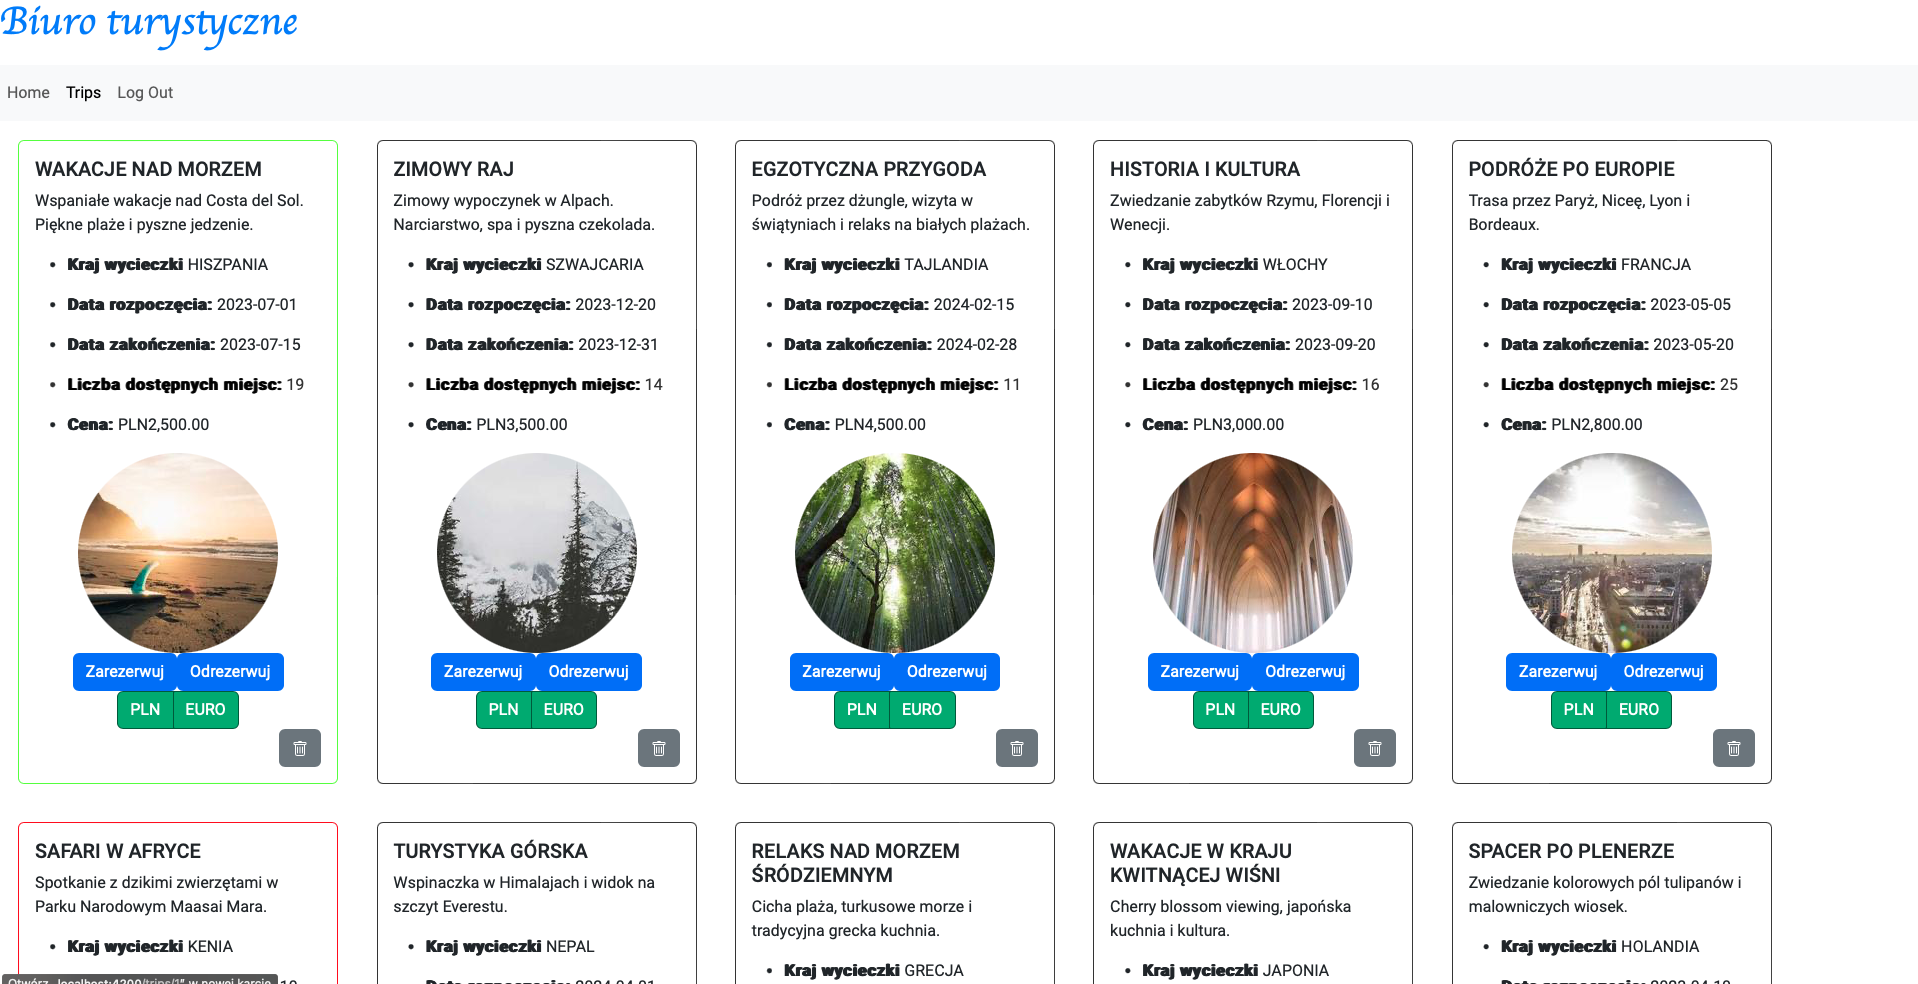 Biuro turystyczne
Home Trips Log Out
WAKACJE NAD MORZEM
Wspaniałe wakacje nad Costa del Sol.
Piękne plaże i pyszne jedzenie.
Kraj wycieczki HISZPANIA
Data rozpoczęcia: 2023-07-01
Data zakończenia: 2023-07-15
Liczba dostępnych miejsc: 19
Cena: PLN2,500.00
Zarezerwuj Odrezerwuj
PLN EURO
ZIMOWY RAJ
Zimowy wypoczynek w Alpach.
Narciarstwo, spa i pyszna czekolada.
Kraj wycieczki SZWAJCARIA
Data rozpoczęcia: 2023-12-20
Data zakończenia: 2023-12-31
Liczba dostępnych miejsc: 14
Cena: PLN3,500.00
Zarezerwuj Odrezerwuj
PLN EURO
EGZOTYCZNA PRZYGODA
Podróż przez dżungle, wizyta w
świątyniach i relaks na białych plażach.
Kraj wycieczki TAJLANDIA
Data rozpoczęcia: 2024-02-15
Data zakończenia: 2024-02-28
Liczba dostępnych miejsc: 11
Cena: PLN4,500.00
Zarezerwuj Odrezerwuj
PLN EURO
HISTORIA I KULTURA
Zwiedzanie zabytków Rzymu, Florencji i
Wenecji.
Kraj wycieczki WŁOCHY
Data rozpoczęcia: 2023-09-10
Data zakończenia: 2023-09-20
Liczba dostępnych miejsc: 16
Cena: PLN3,000.00
Zarezerwuj Odrezerwuj
PLN EURO
PODRÓŻE PO EUROPIE
Trasa przez Paryż, Niceę, Lyon i
Bordeaux.
Kraj wycieczki FRANCJA
Data rozpoczęcia: 2023-05-05
Data zakończenia: 2023-05-20
Liczba dostępnych miejsc: 25
Cena: PLN2,800.00
Zarezerwuj Odrezerwuj
PLN EURO
SAFARI W AFRYCE
Spotkanie z dzikimi zwierzętami w
Parku Narodowym Maasai Mara.
Kraj wycieczki KENIA
TURYSTYKA GÓRSKA
Wspinaczka w Himalajach i widok na
szczyt Everestu.
Kraj wycieczki NEPAL
RELAKS NAD MORZEM
ŚRÓDZIEMNYM
Cicha plaża, turkusowe morze i
tradycyjna grecka kuchnia.
Kraj wycieczki GRECJA
WAKACJE W KRAJU
KWITNĄCEJ WIŚNI
Cherry blossom viewing, japońska
kuchnia i kultura.
Kraj wycieczki JAPONIA
SPACER PO PLENERZE
Zwiedzanie kolorowych pól tulipanów i
malowniczych wiosek.
Kraj wycieczki HOLANDIA